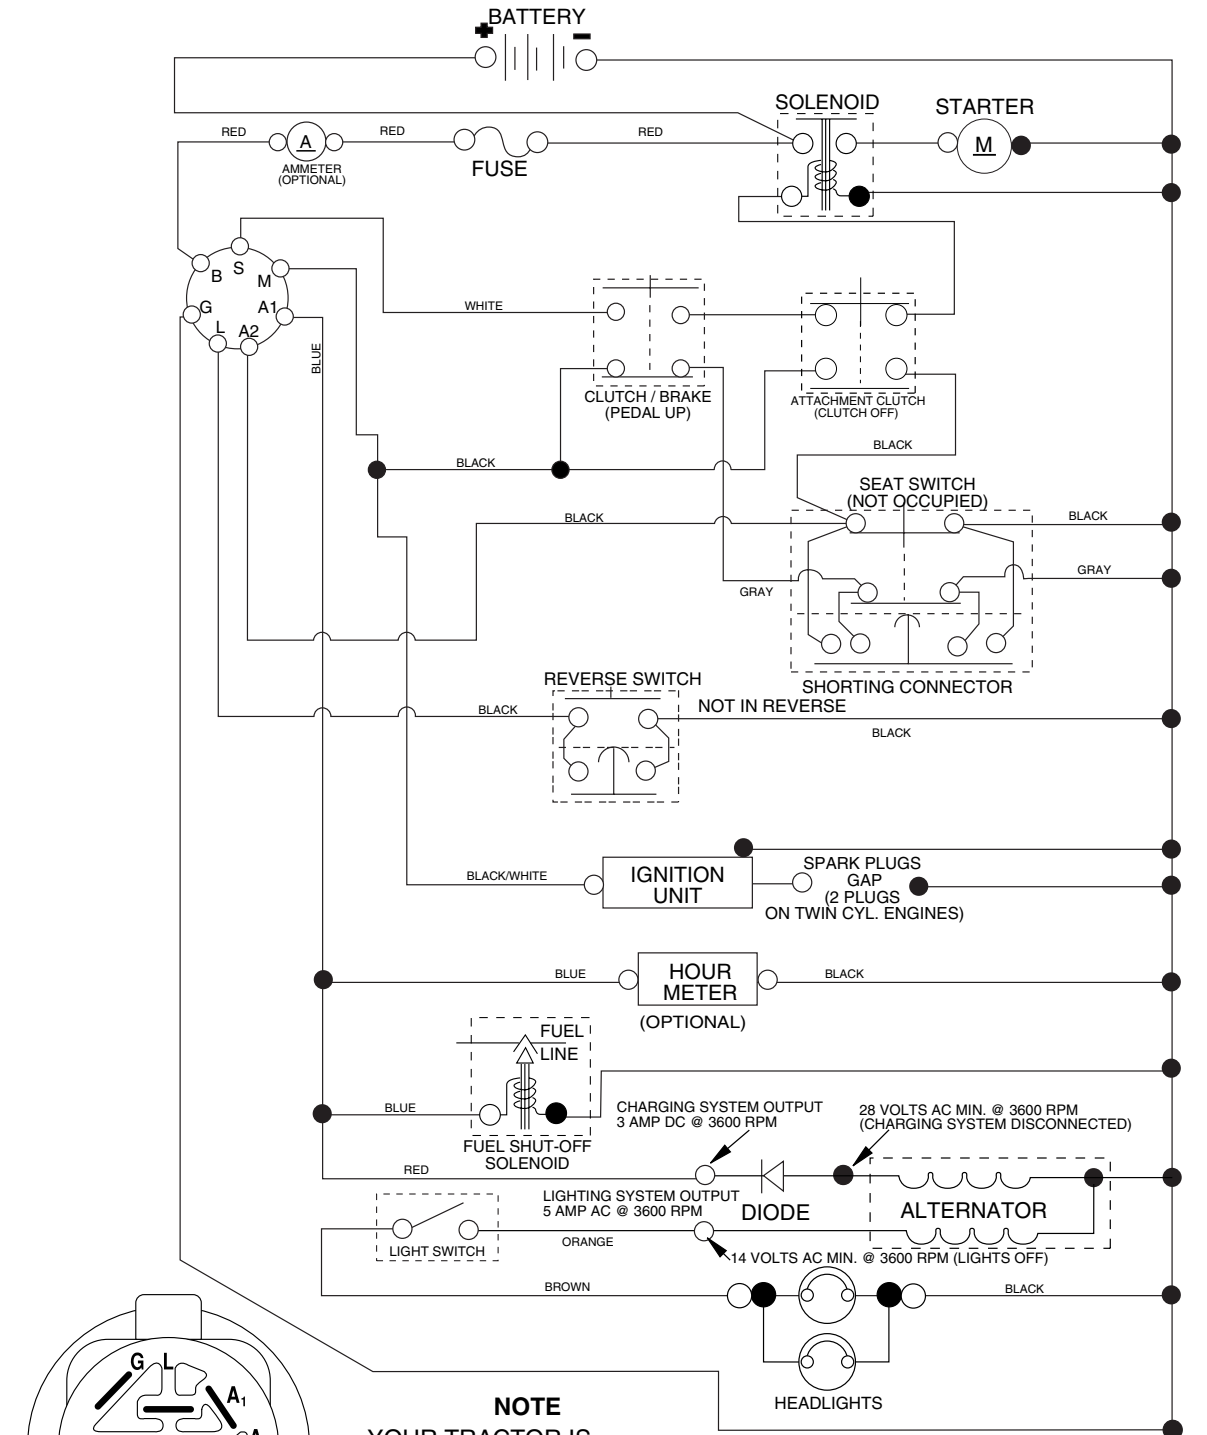 BATTERY
SOLENOID
STARTER
RED
RED
RED
A
M
AMMETER
(OPTIONAL)
FUSE
B
S
M
G
A1
L
A2
WHITE
BLUE
CLUTCH / BRAKE
(PEDAL UP)
ATTACHMENT CLUTCH
(CLUTCH OFF)
BLACK
BLACK
SEAT SWITCH
(NOT OCCUPIED)
BLACK
BLACK
GRAY
GRAY
SHORTING CONNECTOR
REVERSE SWITCH
NOT IN REVERSE
BLACK
BLACK
IGNITION
UNIT
BLACK/WHITE
SPARK PLUGS
GAP
(2 PLUGS
ON TWIN CYL. ENGINES)
BLUE
HOUR
METER
BLACK
(OPTIONAL)
FUEL
LINE
BLUE
FUEL SHUT-OFF
SOLENOID
CHARGING SYSTEM OUTPUT
3 AMP DC @ 3600 RPM
28 VOLTS AC MIN. @ 3600 RPM
(CHARGING SYSTEM DISCONNECTED)
RED
LIGHTING SYSTEM OUTPUT
5 AMP AC @ 3600 RPM
DIODE
ALTERNATOR
LIGHT SWITCH
ORANGE
14 VOLTS AC MIN. @ 3600 RPM (LIGHTS OFF)
BROWN
BLACK
HEADLIGHTS
G
L
A1
NOTE
YOUR TRACTOR IS